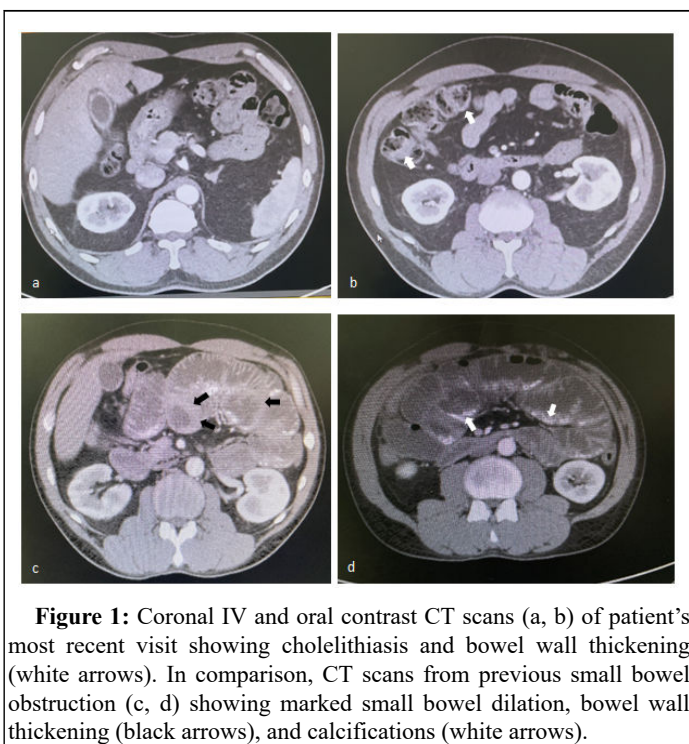 a
b
c
d
Figure 1: Coronal IV and oral contrast CT scans (a, b) of patient’s
most recent visit showing cholelithiasis and bowel wall thickening
(white arrows). In comparison, CT scans from previous small bowel
obstruction (c, d) showing marked small bowel dilation, bowel wall
thickening (black arrows), and calcifications (white arrows).